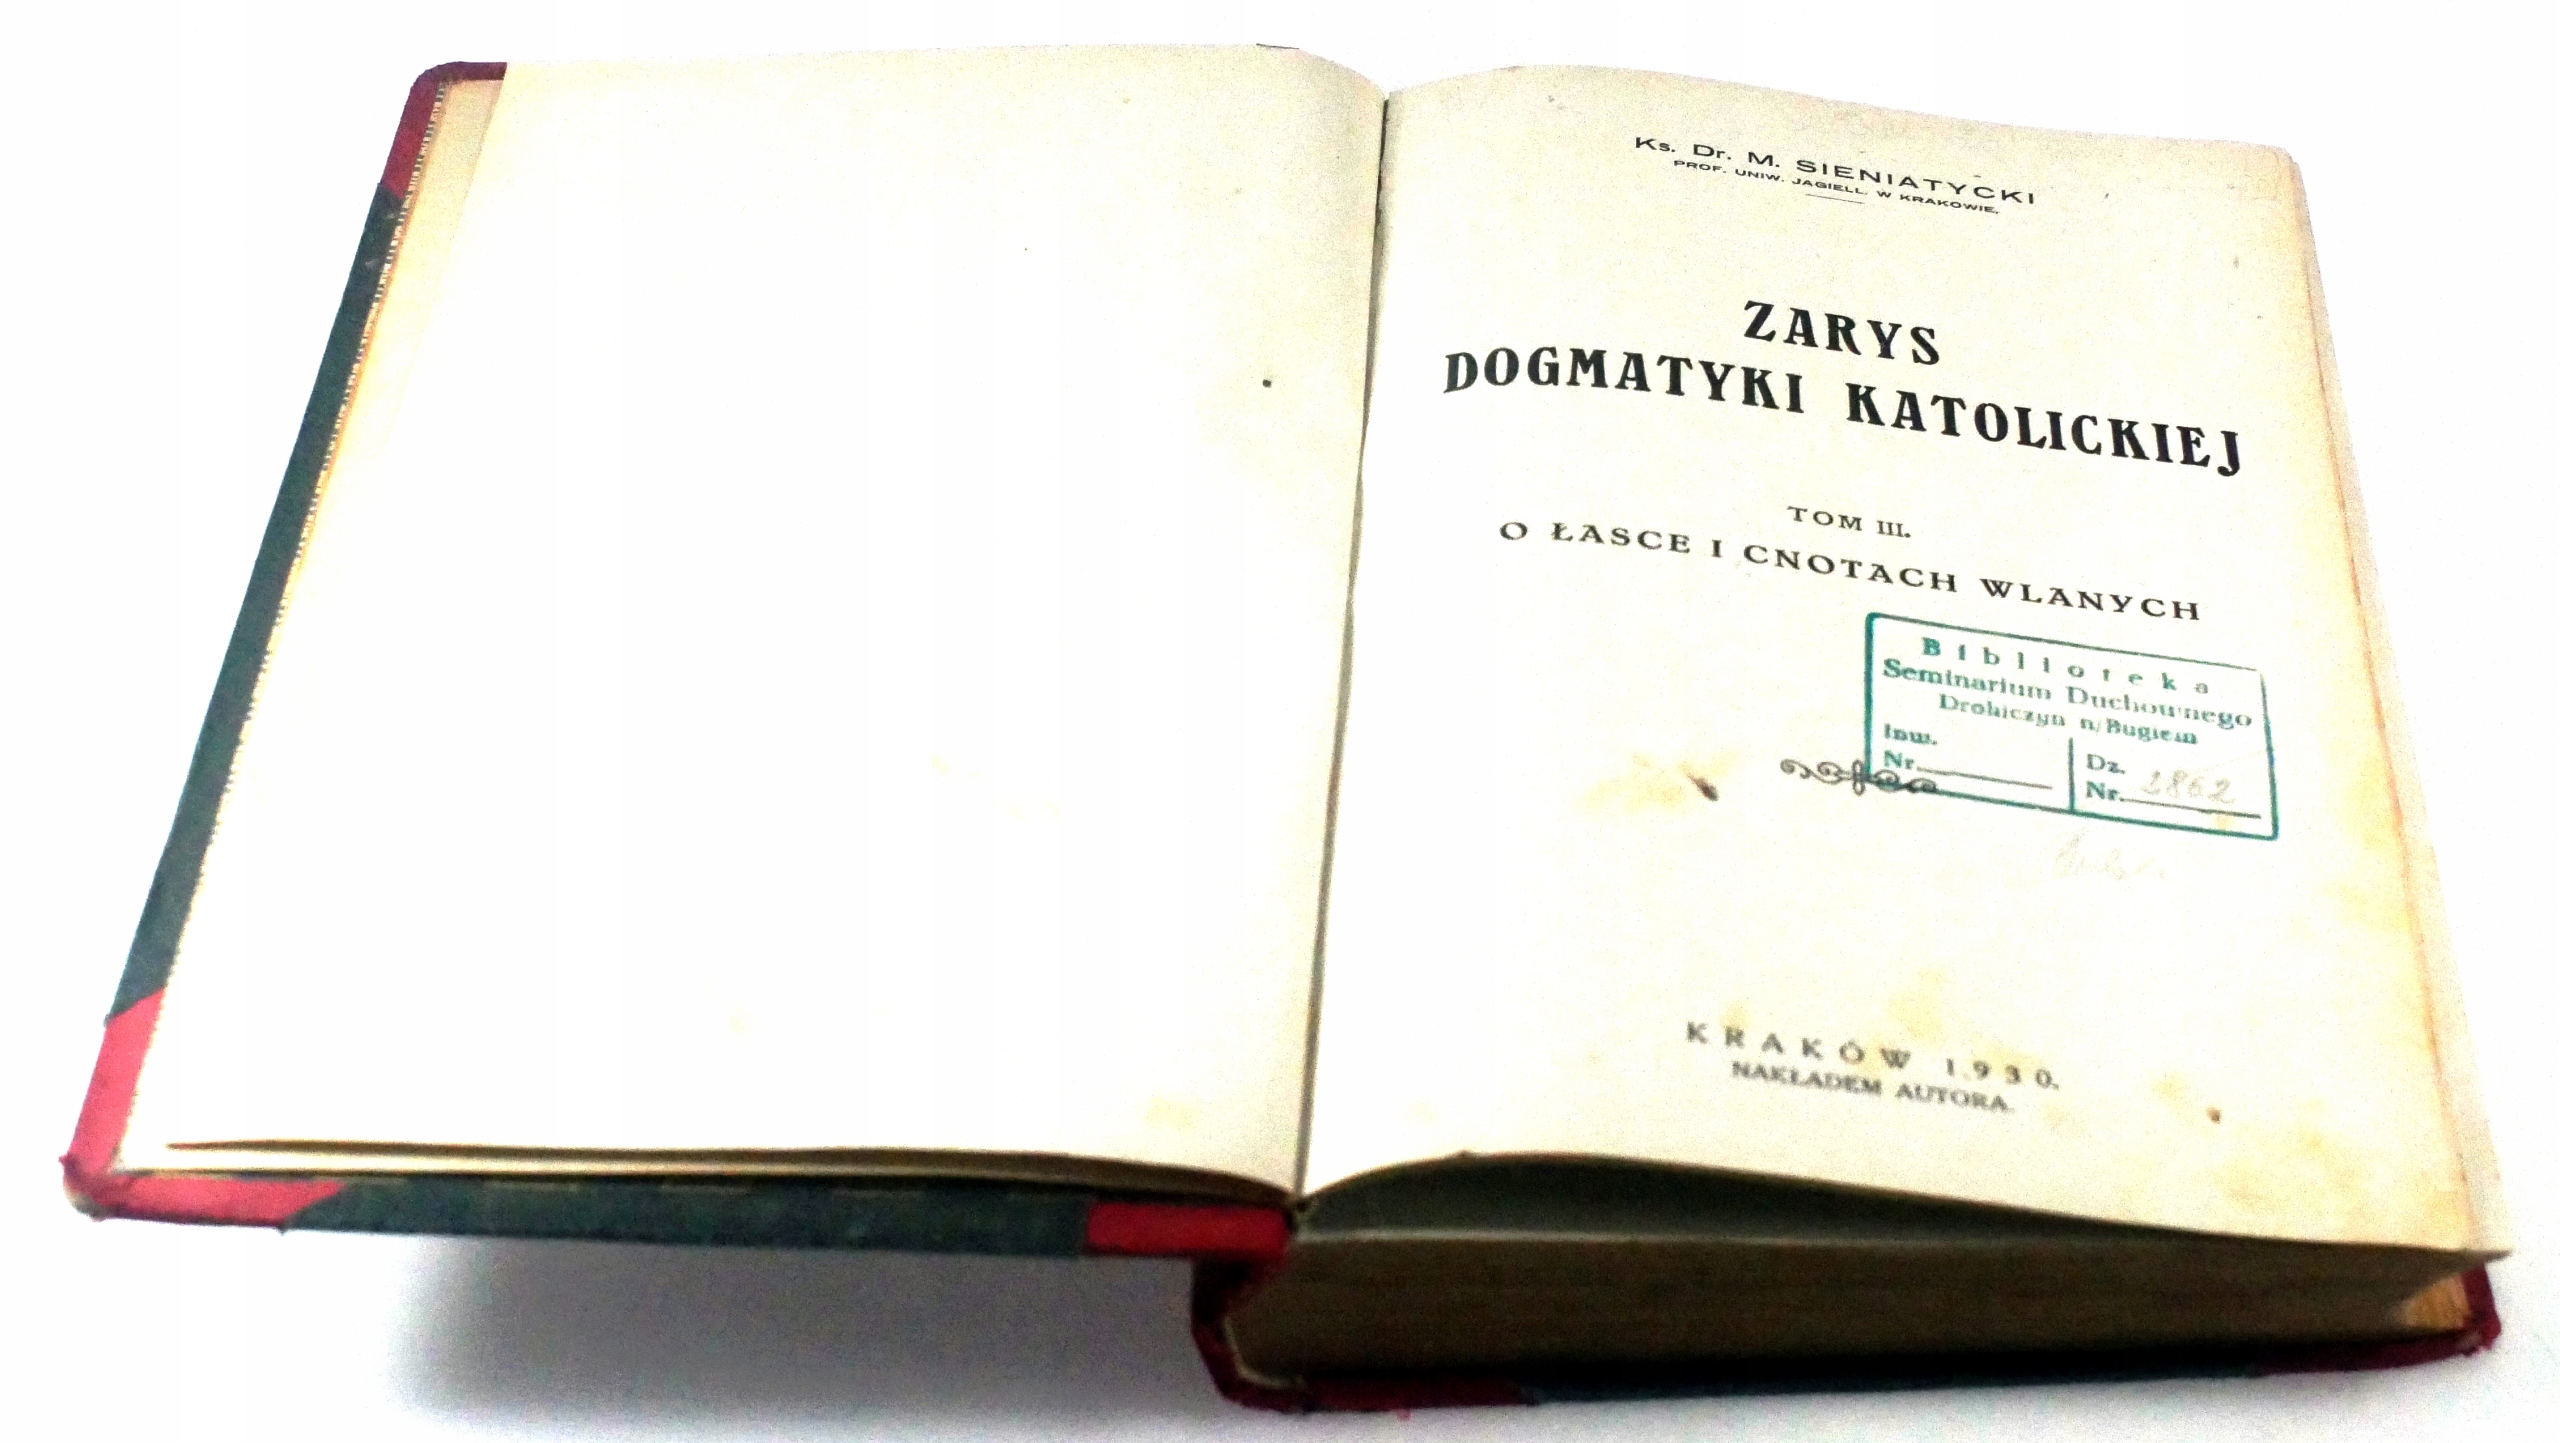 Ks. Dr. M. SIENIATYCKI
PROF. UNIW. JAGIELL. W KRAKOWIE.
ZARYS
DOGMATYKI KATOLICKIEJ
TOM III.
O ŁASCE I CNOTACH WLANYCH
Biblioteka
Seminarium Duchownego
Drohiczyn n/Bugiem
Inw.
Nr.
Dz.
Nr. 2862
KRAKÓW 1930.
NAKŁADEM AUTORA.